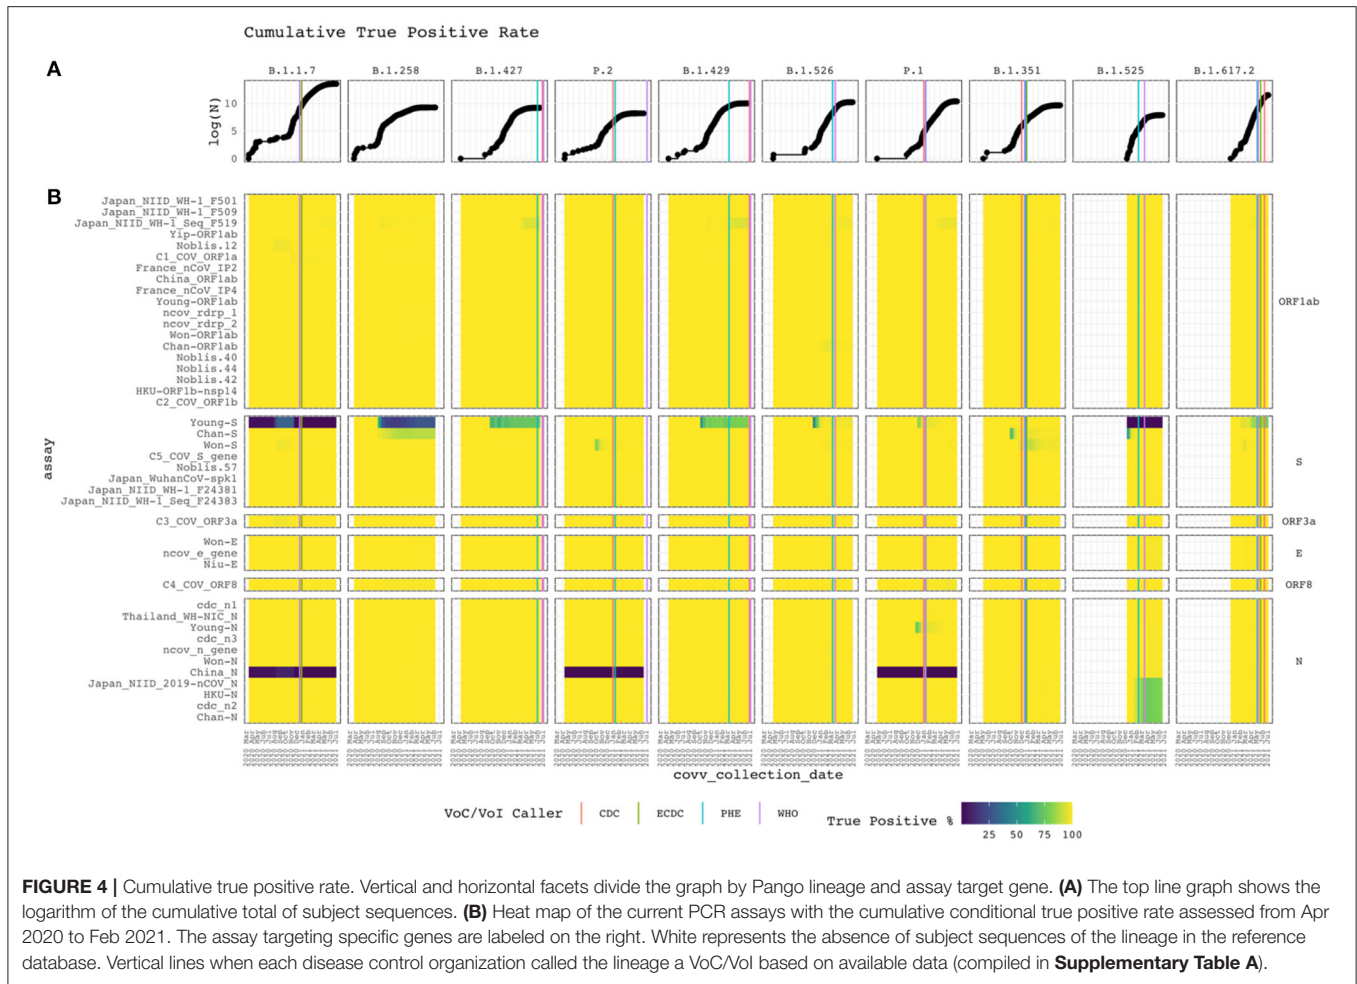 Cumulative True Positive Rate
A
B.1.1.7
B.1.258
B.1.427
P.2
B.1.429
B.1.526
P.1
B.1.351
B.1.525
B.1.617.2
log(N)
10
5
0
B
Japan_NIID_WH-1_F501
Japan_NIID_WH-1_F509
Japan_NIID_WH-1_Seq_F519
Yip-ORF1ab
Noblis.12
C1_COV_ORF1a
France_nCoV_IP2
China_ORF1ab
France_nCoV_IP4
Young-ORF1ab
ncov_rdrp_1
ncov_rdrp_2
Won-ORF1ab
Chan-ORF1ab
Noblis.40
Noblis.44
Noblis.42
HKU-ORF1b-nsp14
C2_COV_ORF1b
ORF1ab
assay
Young-S
Chan-S
Won-S
C5_COV_S_gene
Noblis.57
Japan_WuhanCoV-spk1
Japan_NIID_WH-1_F24381
Japan_NIID_WH-1_Seq_F24383
S
C3_COV_ORF3a
ORF3a
Won-E
ncov_e_gene
Niu-E
E
C4_COV_ORF8
ORF8
cdc_n1
Thailand_WH-NIC_N
Young-N
cdc_n3
ncov_n_gene
Won-N
China_N
Japan_NIID_2019-nCOV_N
HKU-N
cdc_n2
Chan-N
N
covv_collection_date
VoC/VoI Caller
CDC
ECDC
PHE
WHO
True Positive %
25 50 75 100
FIGURE 4 | Cumulative true positive rate. Vertical and horizontal facets divide the graph by Pango lineage and assay target gene. (A) The top line graph shows the
logarithm of the cumulative total of subject sequences. (B) Heat map of the current PCR assays with the cumulative conditional true positive rate assessed from Apr
2020 to Feb 2021. The assay targeting specific genes are labeled on the right. White represents the absence of subject sequences of the lineage in the reference
database. Vertical lines when each disease control organization called the lineage a VoC/VoI based on available data (compiled in Supplementary Table A).